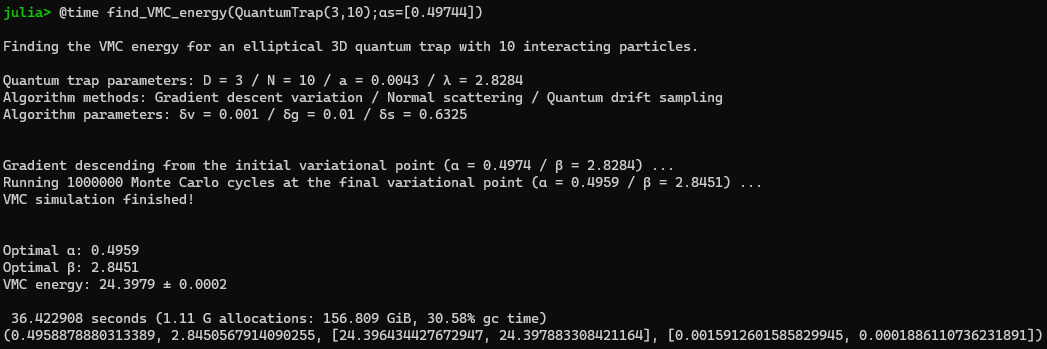 julia> @time find_VMC_energy(QuantumTrap(3,10);αs=[0.49744])
Finding the VMC energy for an elliptical 3D quantum trap with 10 interacting particles.
Quantum trap parameters: D = 3 / N = 10 / a = 0.0043 / λ = 2.8284
Algorithm methods: Gradient descent variation / Normal scattering / Quantum drift sampling
Algorithm parameters: δv = 0.001 / δg = 0.01 / δs = 0.6325
Gradient descending from the initial variational point (α = 0.4974 / β = 2.8284) ...
Running 1000000 Monte Carlo cycles at the final variational point (α = 0.4959 / β = 2.8451) ...
VMC simulation finished!
Optimal α: 0.4959
Optimal β: 2.8451
VMC energy: 24.3979 ± 0.0002
36.422908 seconds (1.11 G allocations: 156.809 GiB, 30.58% gc time)
(0.4958878880313389, 2.8450567914090255, [24.396434427672947, 24.397883308421164], [0.0015912601585829945, 0.0001886110736231891])